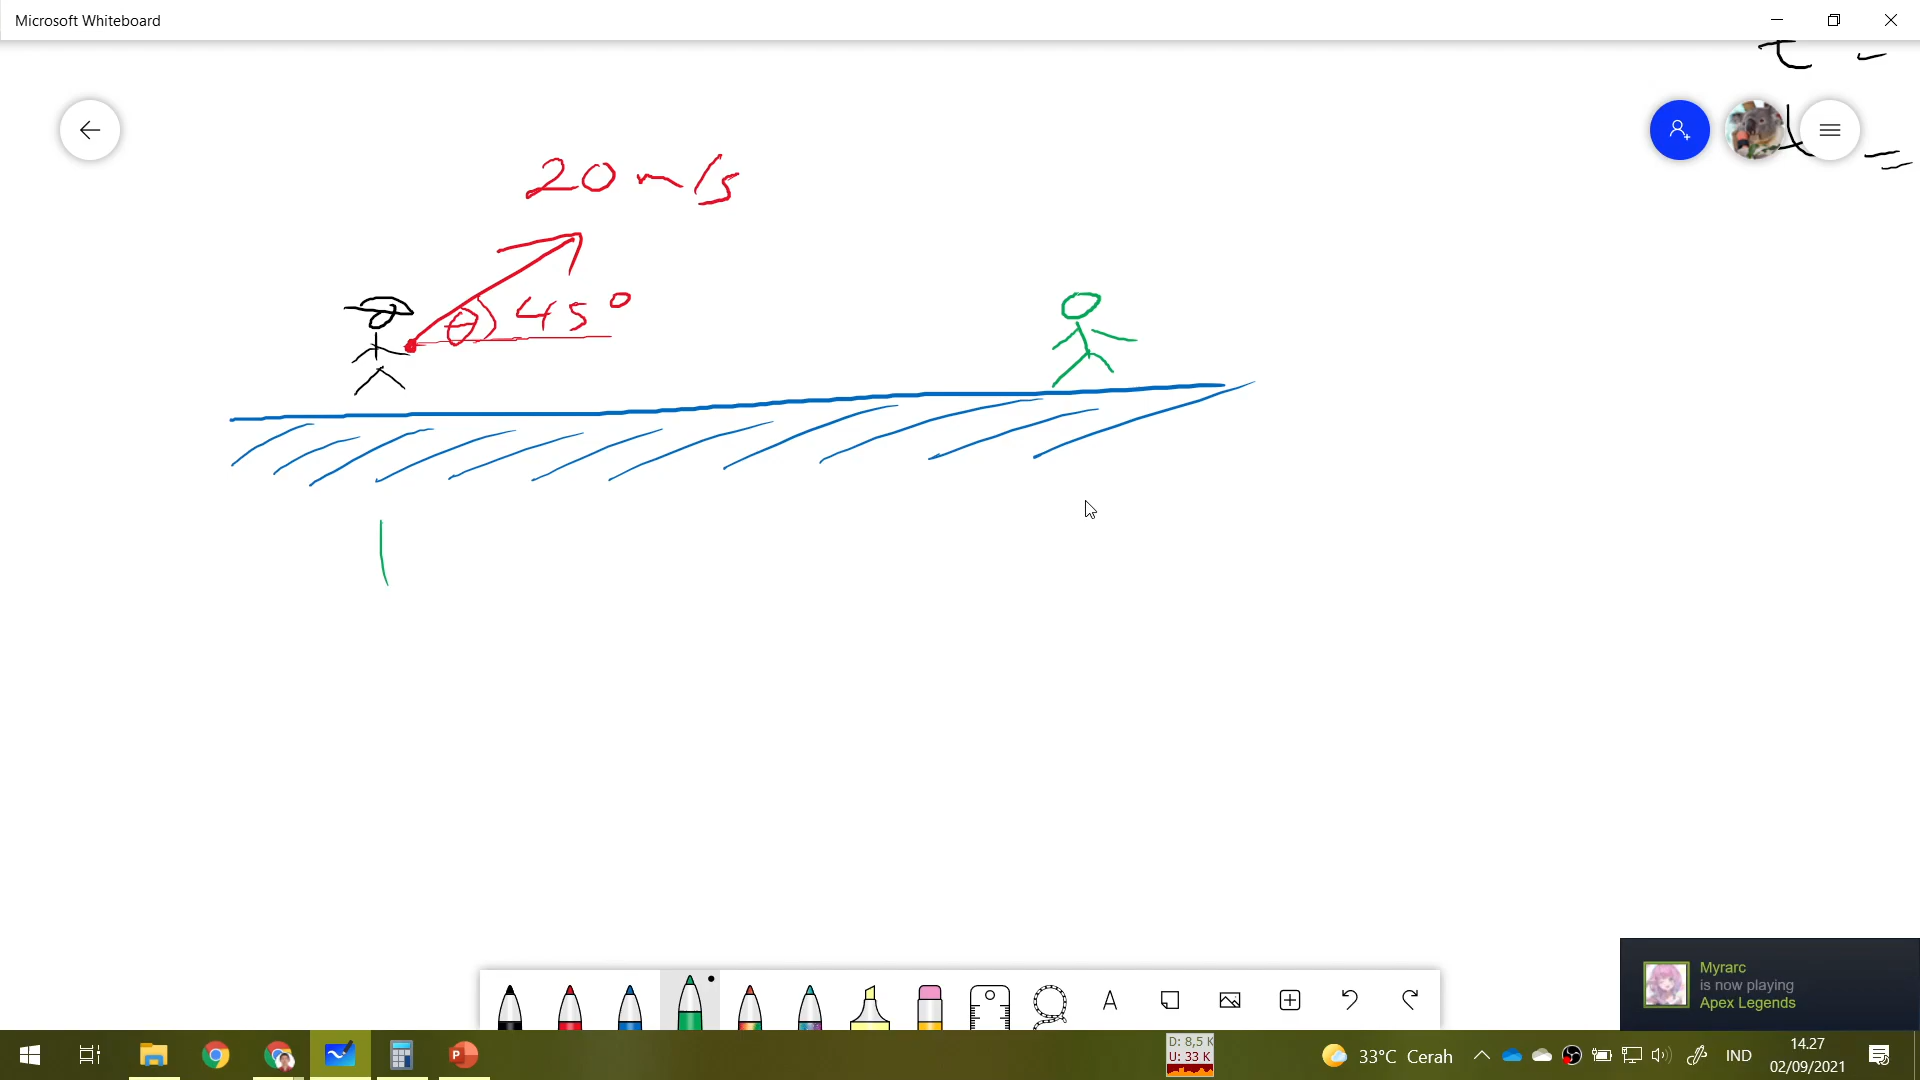 Microsoft Whiteboard
20 m/s
θ 45°
Myrarc
is now playing
Apex Legends
D: 8,5 K
U: 33 K
33°C Cerah
IND
14.27
02/09/2021